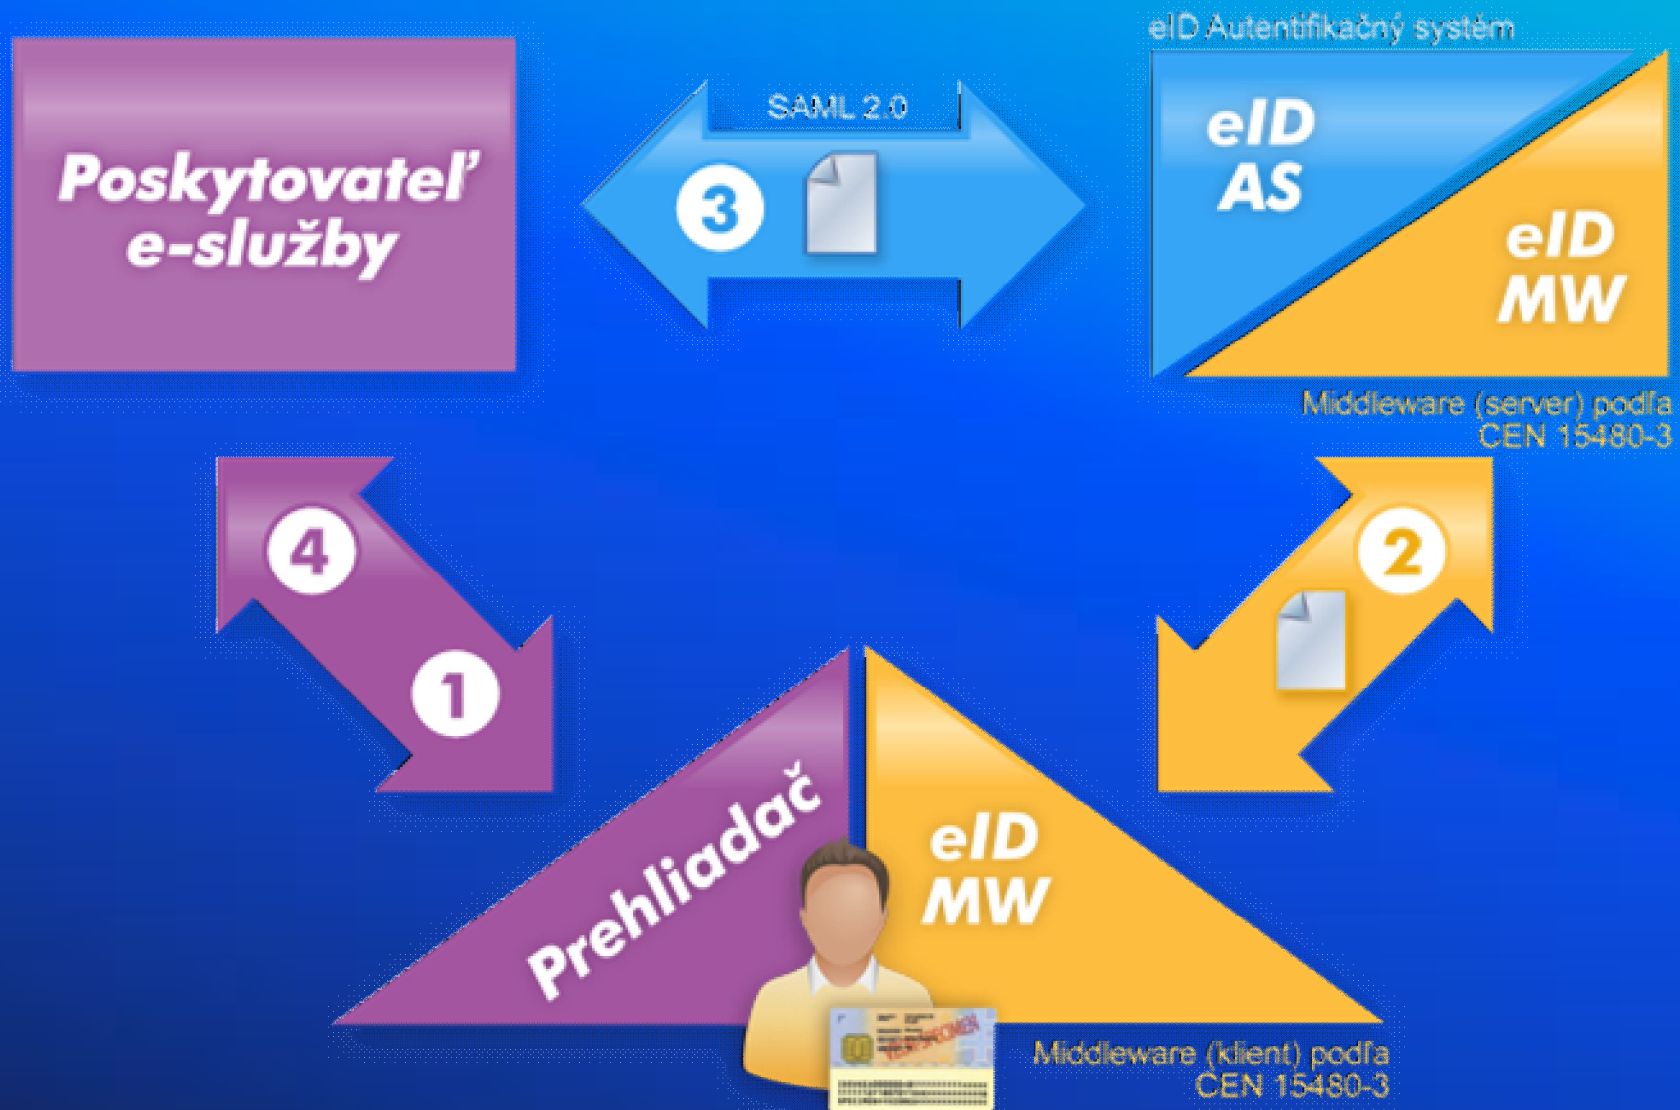 eID Autentifikačný systém
Poskytovateľ
e-služby
SAML 2.0
3
eID
AS
eID
MW
Middleware (server) podľa
CEN 15480-3
4
1
2
Prehliadač
eID
MW
SPECIMEN
Middleware (klient) podľa
CEN 15480-3